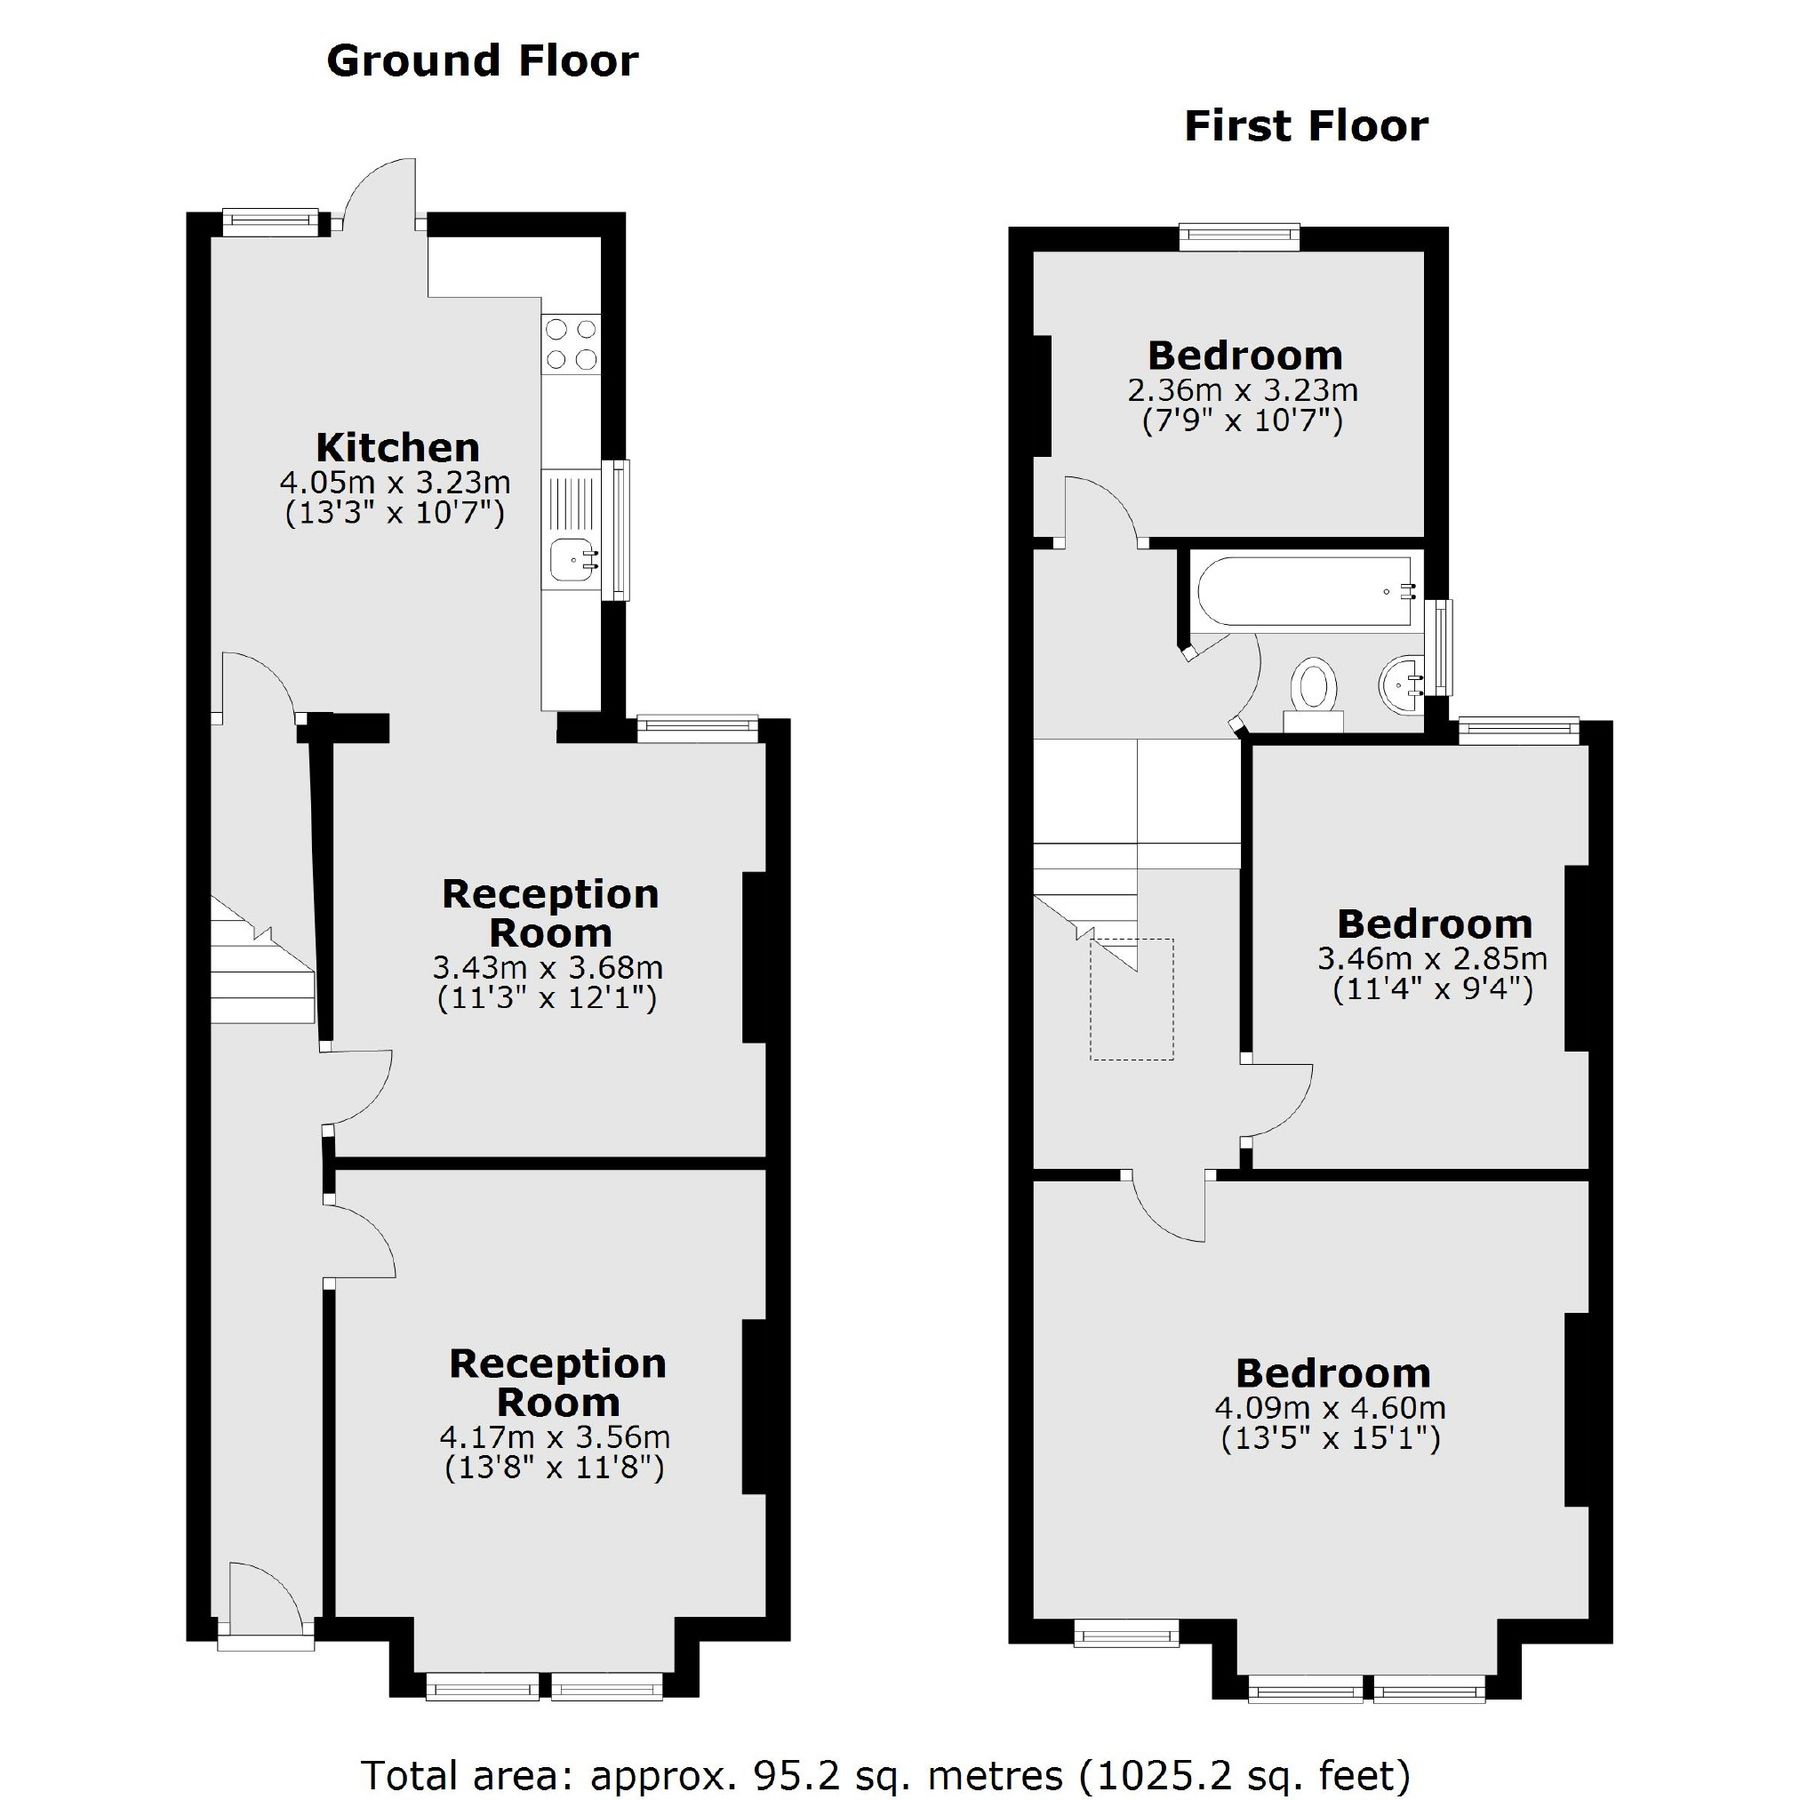 Ground Floor
First Floor
Kitchen
4.05m x 3.23m
(13'3" x 10'7")
Reception
Room
3.43m x 3.68m
(11'3" x 12'1")
Reception
Room
4.17m x 3.56m
(13'8" x 11'8")
Bedroom
2.36m x 3.23m
(7'9" x 10'7")
Bedroom
3.46m x 2.85m
(11'4" x 9'4")
Bedroom
4.09m x 4.60m
(13'5" x 15'1")
Total area: approx. 95.2 sq. metres (1025.2 sq. feet)